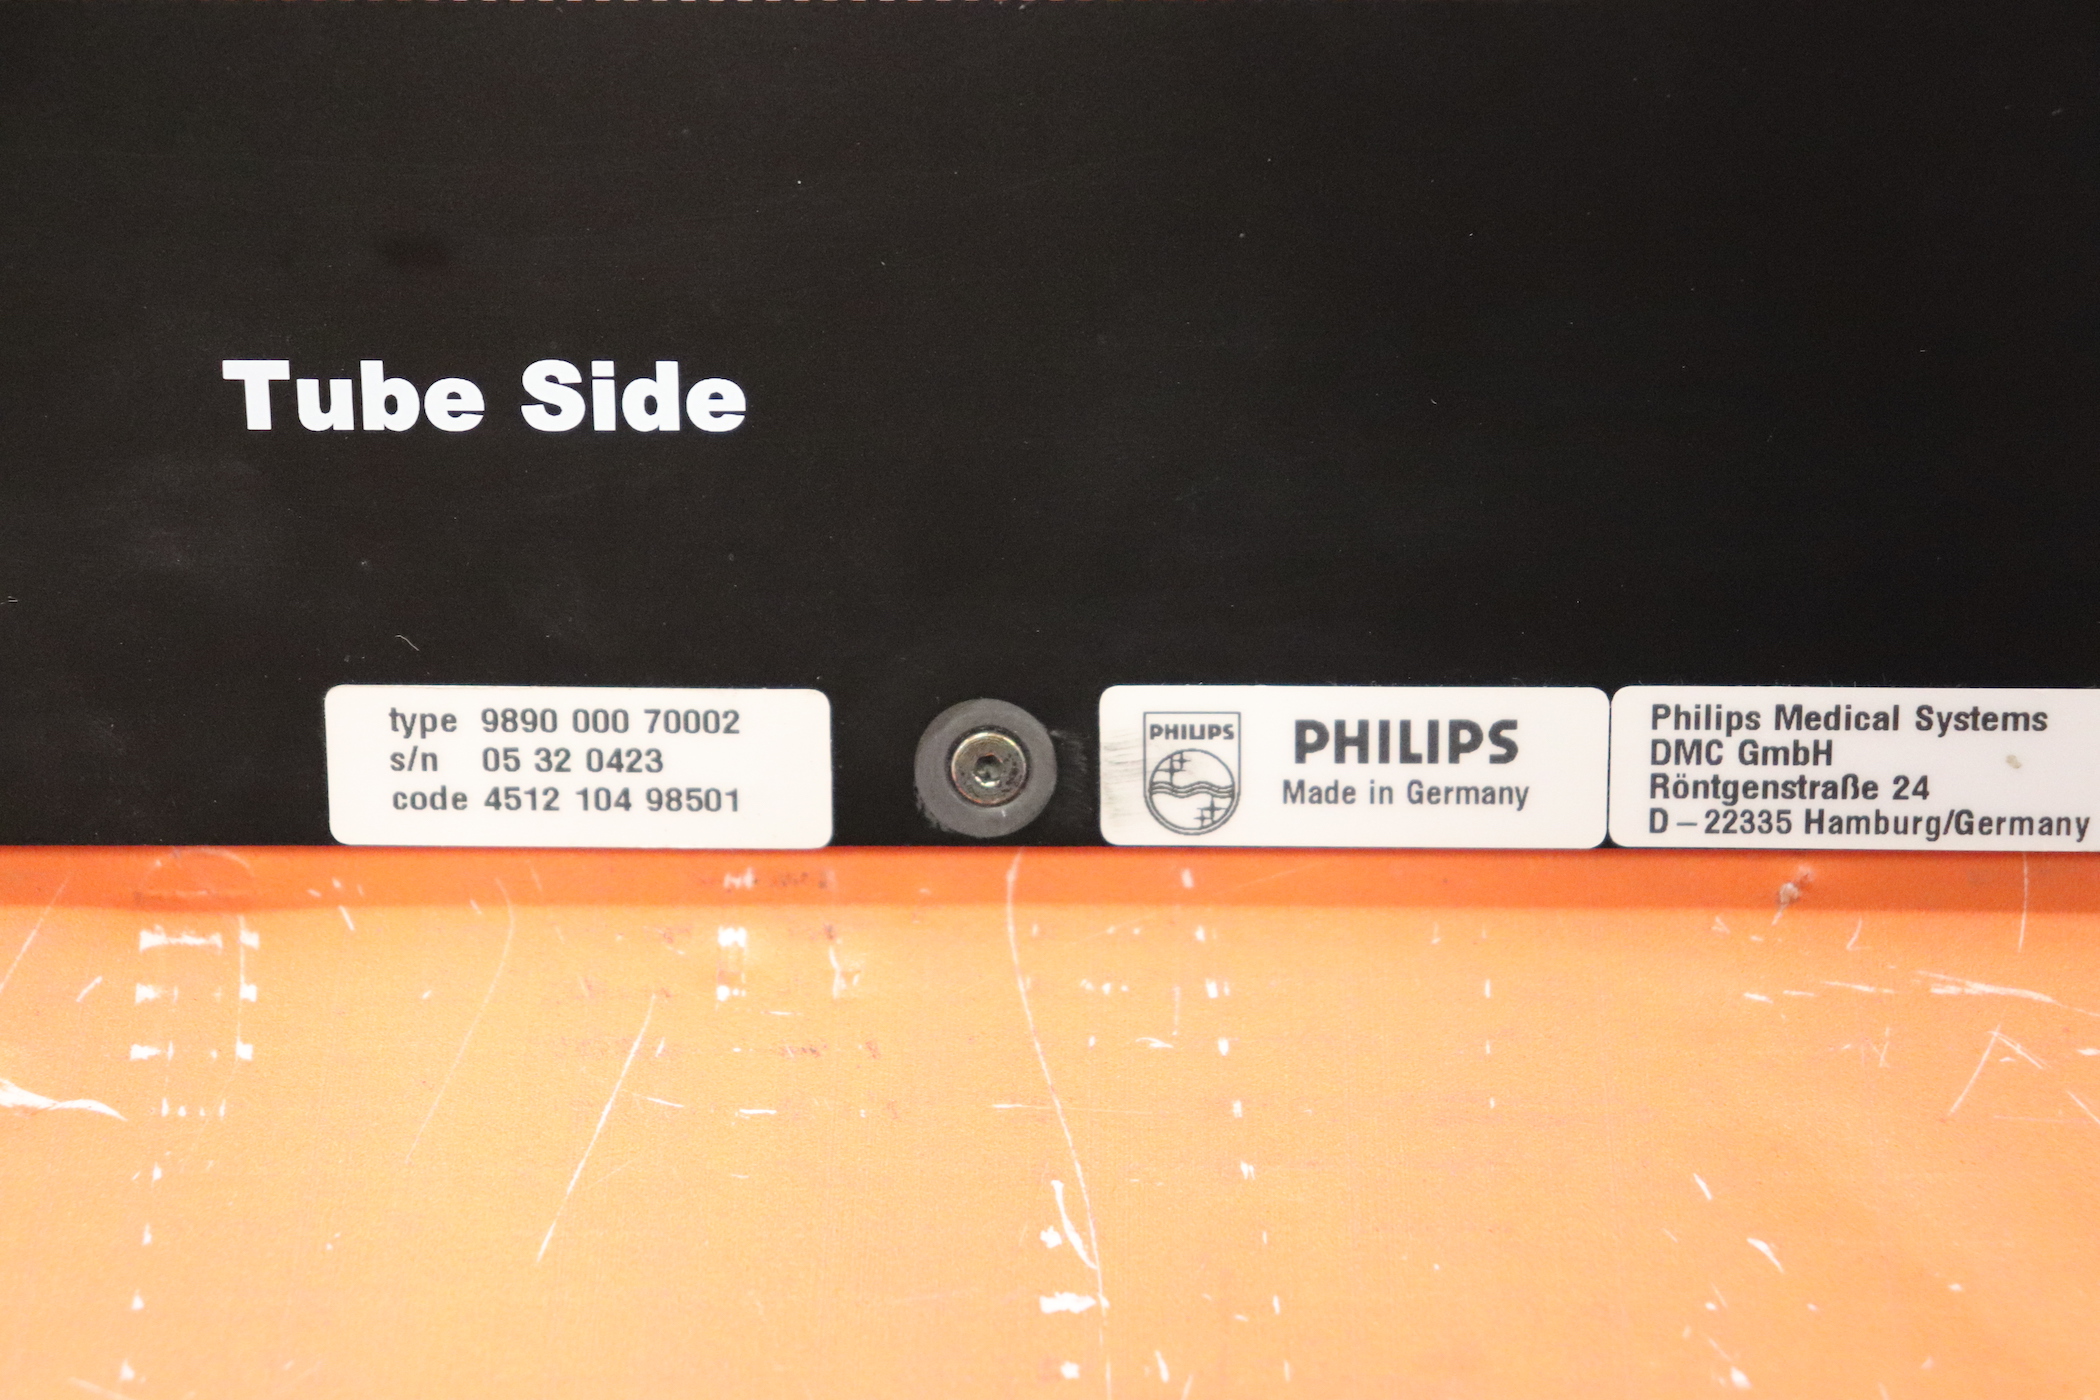 Tube Side
type 9890 000 70002
s/n 05 32 0423
code 4512 104 98501
PHILIPS
PHILIPS
Made in Germany
Philips Medical Systems
DMC GmbH
Röntgenstraße 24
D–22335 Hamburg/Germany